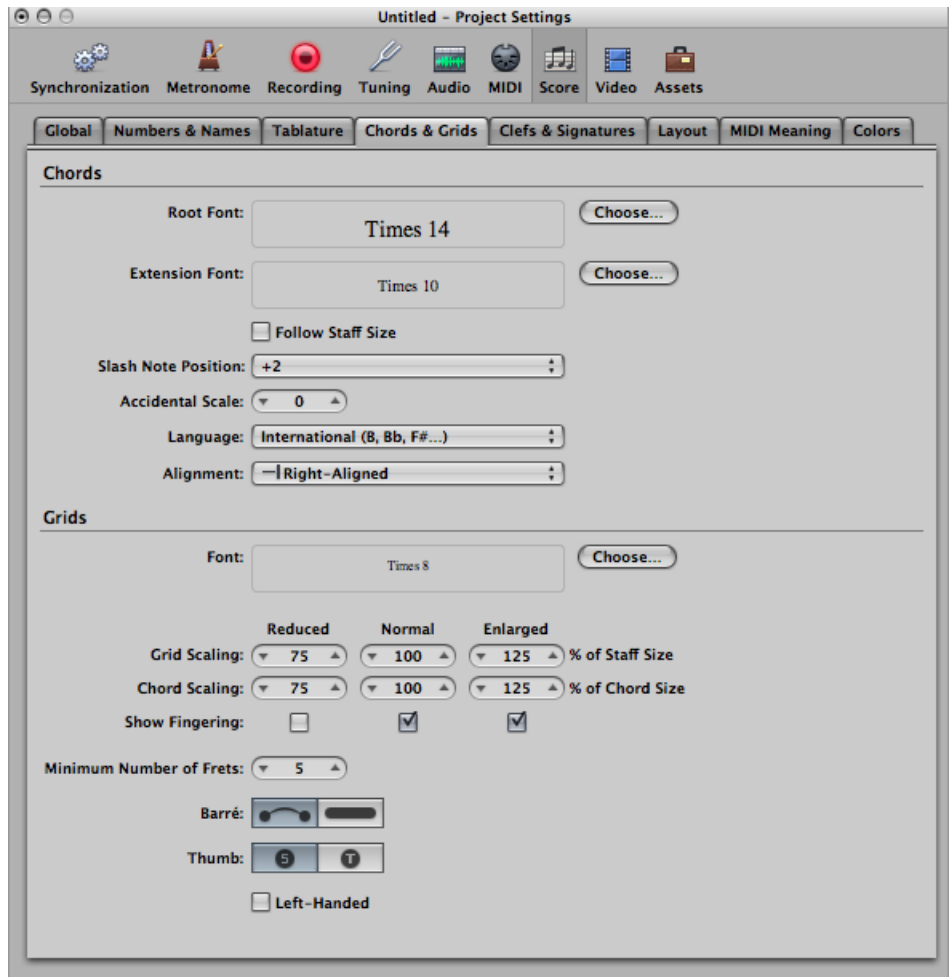 Untitled – Project Settings
Synchronization Metronome Recording Tuning Audio MIDI Score Video Assets
Global Numbers & Names Tablature Chords & Grids Clefs & Signatures Layout MIDI Meaning Colors
Chords
Root Font: Times 14 Choose...
Extension Font: Times 10 Choose...
Follow Staff Size
Slash Note Position: +2
Accidental Scale: 0
Language: International (B, Bb, F#...)
Alignment: Right-Aligned
Grids
Font: Times 8 Choose...
Reduced Normal Enlarged
Grid Scaling: 75 100 125 % of Staff Size
Chord Scaling: 75 100 125 % of Chord Size
Show Fingering:
Minimum Number of Frets: 5
Barré:
Thumb: 5 T
Left-Handed